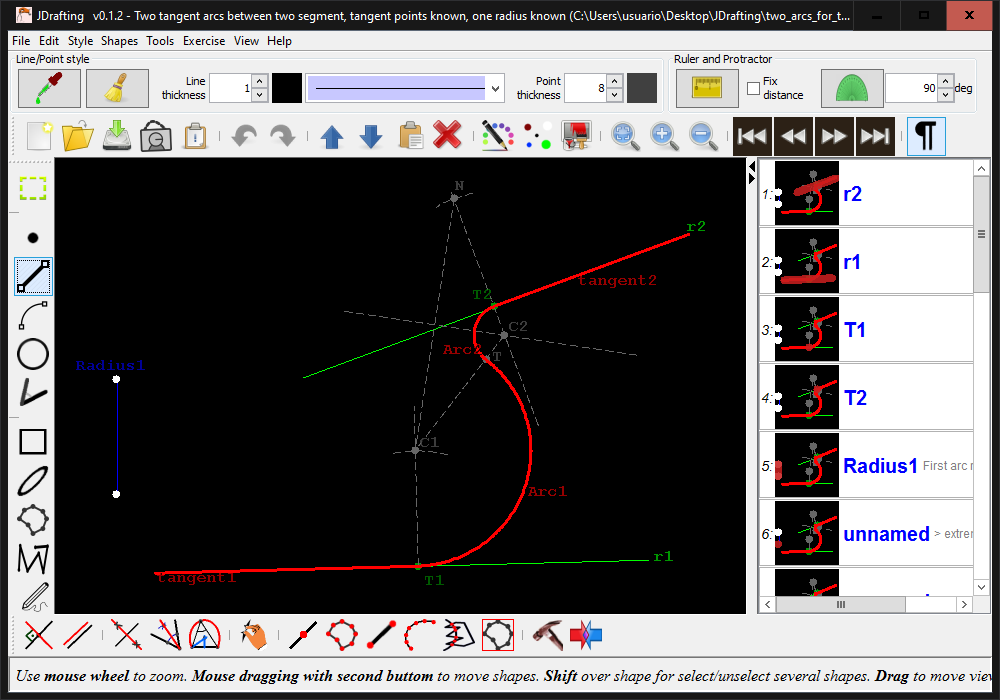 JDrafting v0.1.2 - Two tangent arcs between two segment, tangent points known, one radius known (C:\Users\usuario\Desktop\JDrafting\two_arcs_for_t...
File Edit Style Shapes Tools Exercise View Help
Line/Point style
Ruler and Protractor
Line thickness 1
Point thickness 8
Fix distance
90 deg
N
r2
tangent2
T2
C2
Arc2
T
Radius1
C1
Arc1
r1
tangent1
T1
1: r2
2: r1
3: T1
4: T2
5: Radius1 First arc r
6: unnamed > extrem
Use mouse wheel to zoom. Mouse dragging with second buttom to move shapes. Shift over shape for select/unselect several shapes. Drag to move view